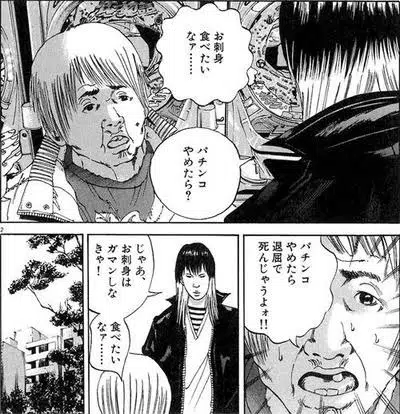 お刺身
食べたい
なァ……
パチンコ
やめたら?
パチンコ
やめたら
退屈で
死んじゃうよォ!!
じゃあ、
お刺身は
ガマンしな
きゃ!
食べたい
なァ……
2